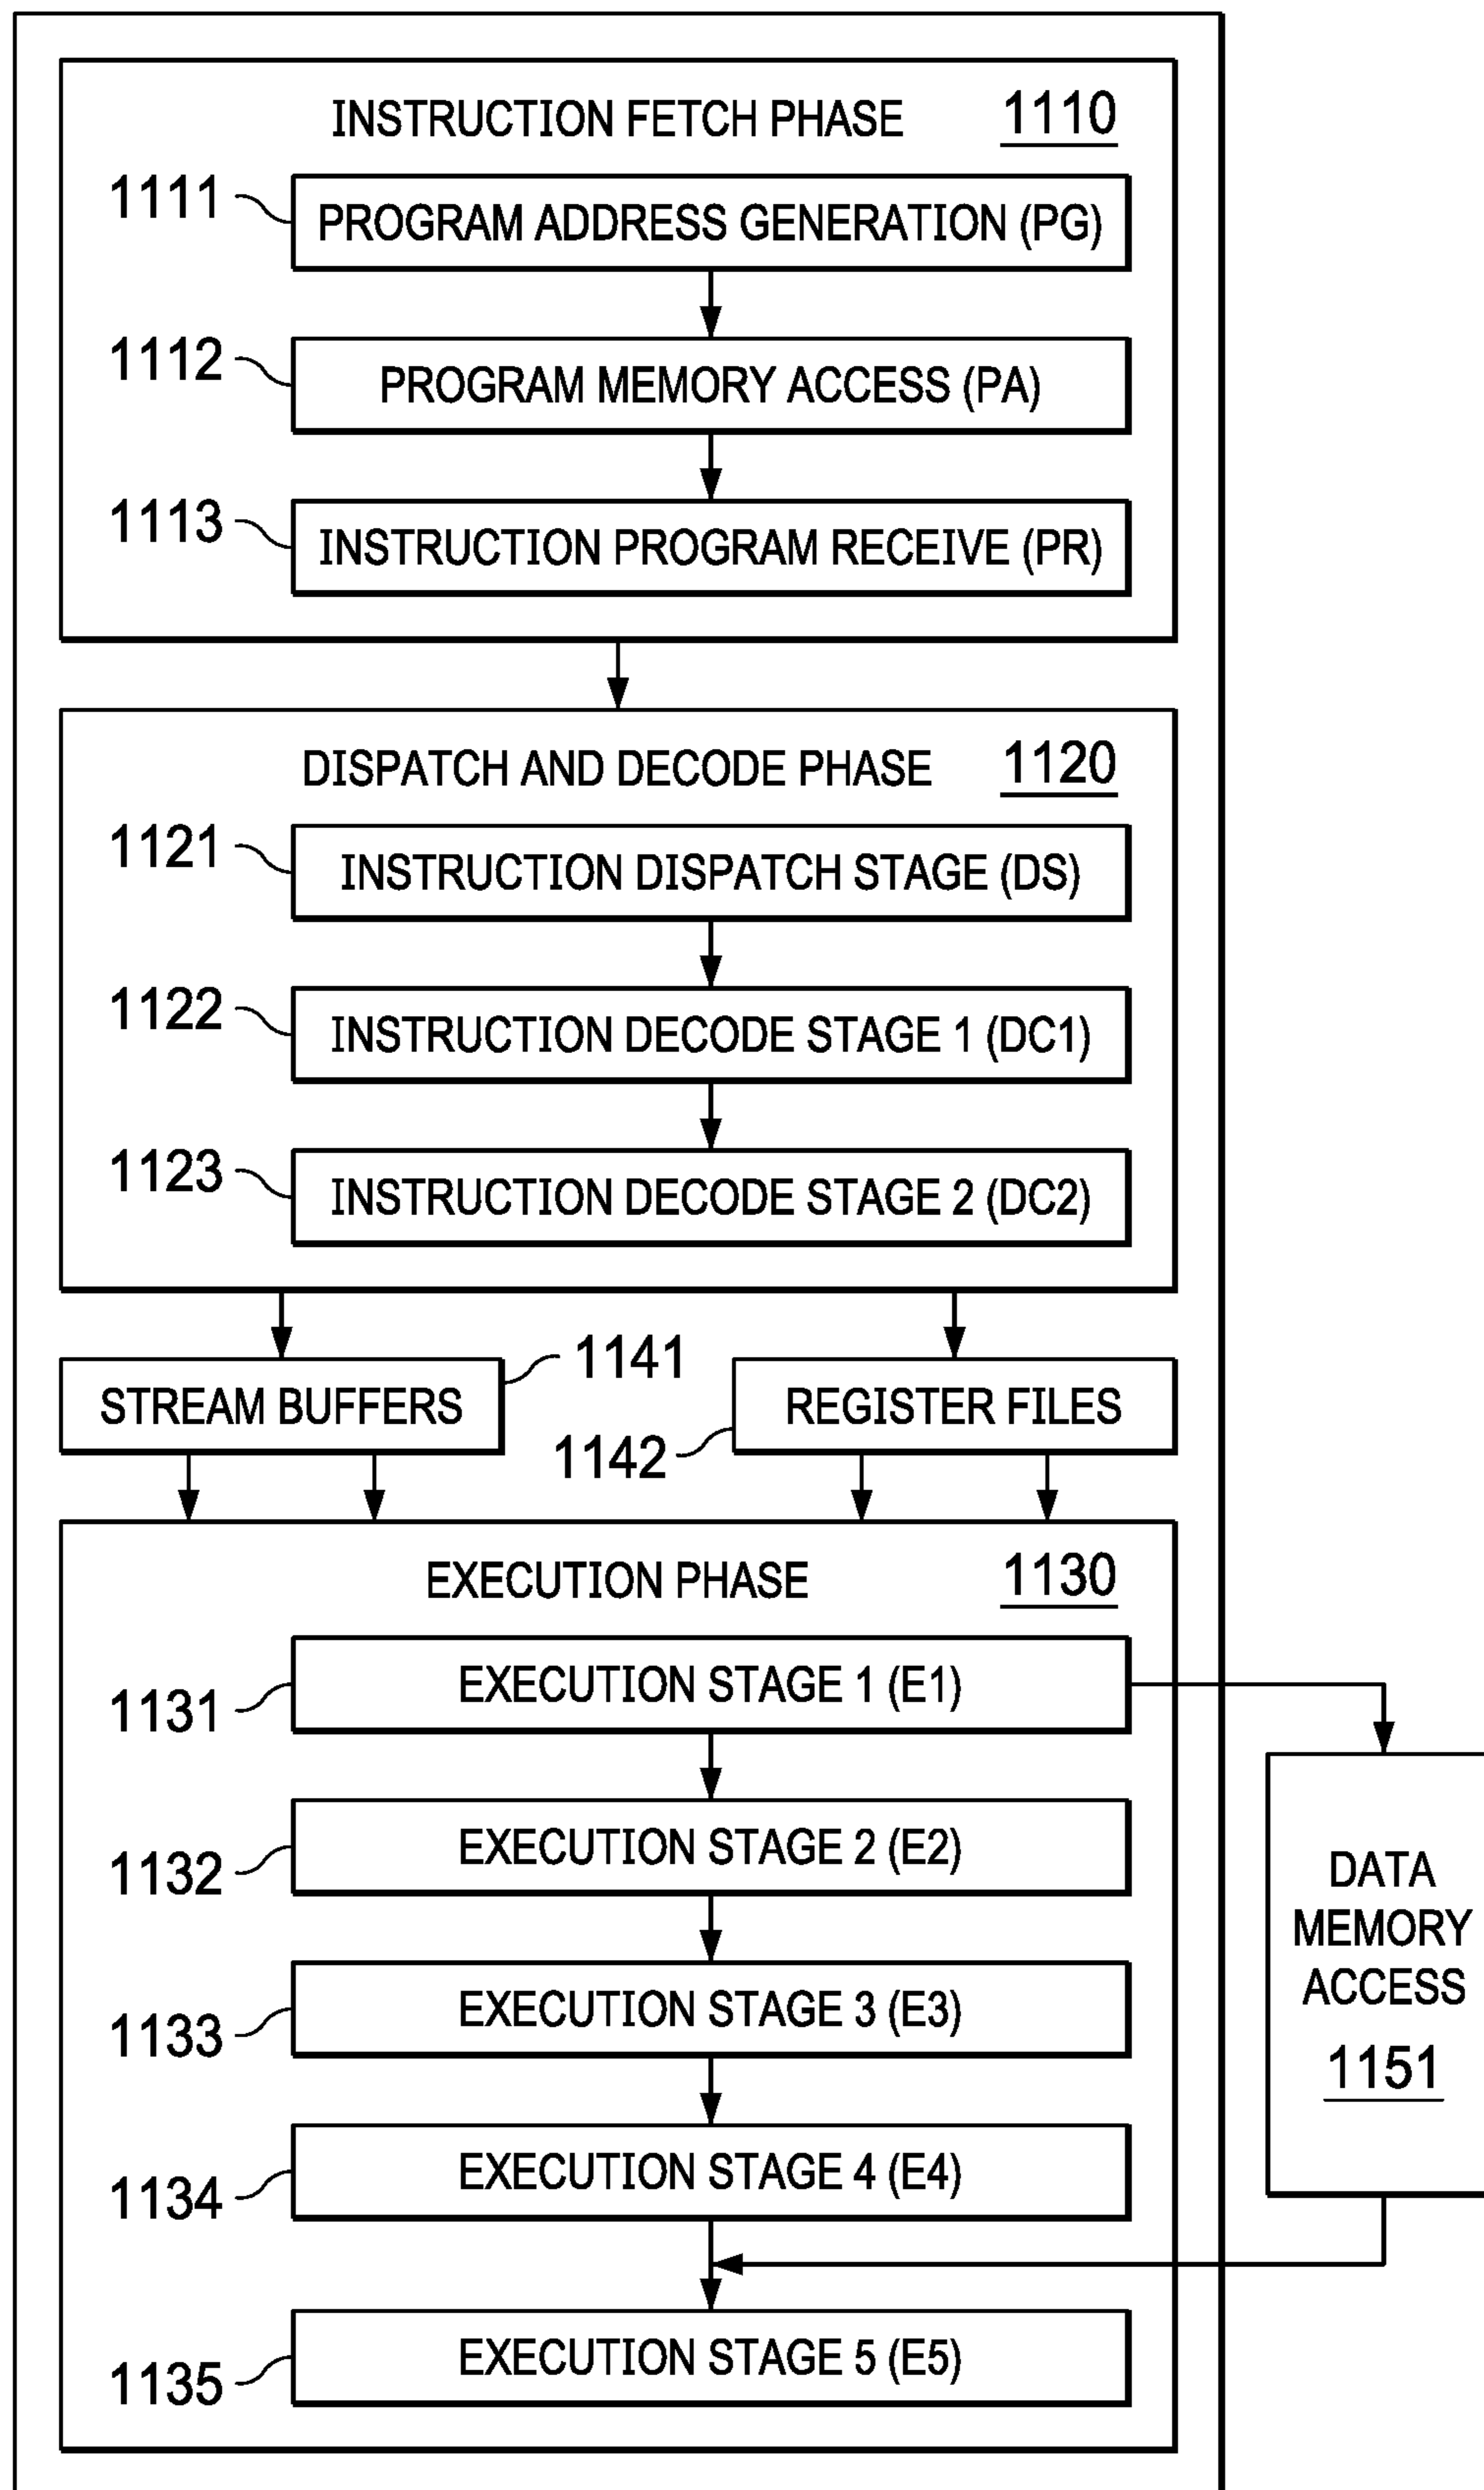 INSTRUCTION FETCH PHASE 1110
1111 PROGRAM ADDRESS GENERATION (PG)
1112 PROGRAM MEMORY ACCESS (PA)
1113 INSTRUCTION PROGRAM RECEIVE (PR)
DISPATCH AND DECODE PHASE 1120
1121 INSTRUCTION DISPATCH STAGE (DS)
1122 INSTRUCTION DECODE STAGE 1 (DC1)
1123 INSTRUCTION DECODE STAGE 2 (DC2)
STREAM BUFFERS
1141
REGISTER FILES
1142
EXECUTION PHASE 1130
1131 EXECUTION STAGE 1 (E1)
1132 EXECUTION STAGE 2 (E2)
1133 EXECUTION STAGE 3 (E3)
1134 EXECUTION STAGE 4 (E4)
1135 EXECUTION STAGE 5 (E5)
DATA
MEMORY
ACCESS
1151